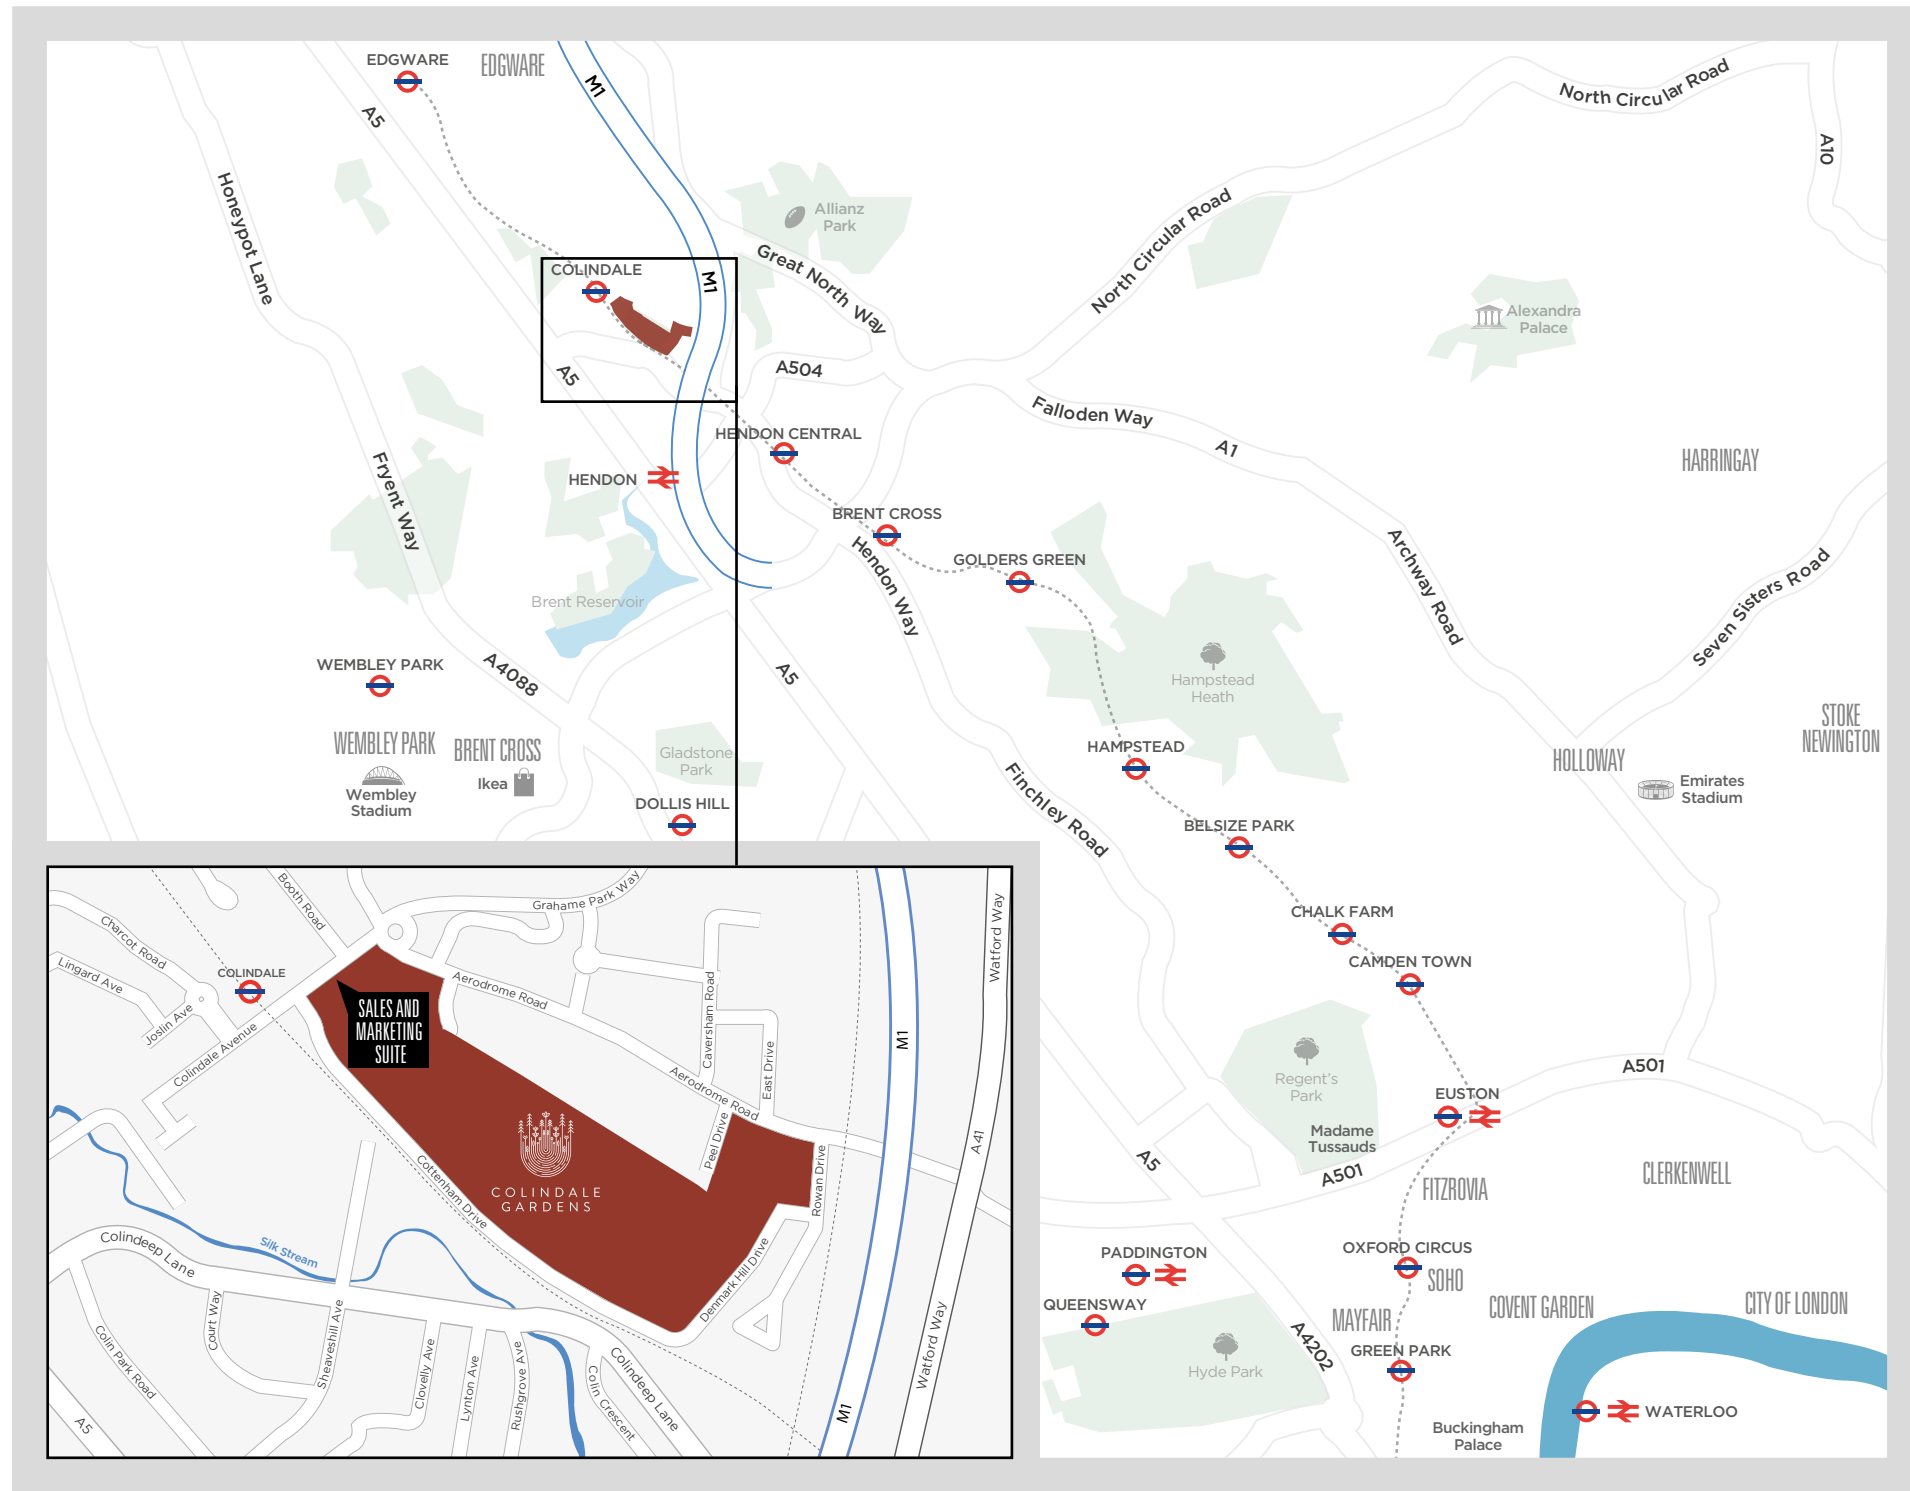 EDGWARE
EDGWARE
M1
North Circular Road
A5
A10
Honeypot Lane
Allianz
Park
North Circular Road
Great North Way
COLINDALE
M1
Alexandra
Palace
A504
A5
Falloden Way
HENDON CENTRAL
A1
HARRINGAY
HENDON
Fryent Way
BRENT CROSS
Hendon Way
GOLDERS GREEN
Archway Road
Seven Sisters Road
Brent Reservoir
WEMBLEY PARK
A4088
A5
Hampstead
Heath
STOKE
NEWINGTON
WEMBLEY PARK
BRENT CROSS
Gladstone
Park
HAMPSTEAD
HOLLOWAY
Ikea
Wembley
Stadium
Emirates
Stadium
DOLLIS HILL
Finchley Road
BELSIZE PARK
CHALK FARM
CAMDEN TOWN
Regent's
Park
A501
EUSTON
Madame
Tussauds
A5
A501
FITZROVIA
CLERKENWELL
PADDINGTON
OXFORD CIRCUS
SOHO
QUEENSWAY
MAYFAIR
COVENT GARDEN
CITY OF LONDON
A4202
GREEN PARK
Hyde Park
Buckingham
Palace
WATERLOO
Booth Road
Grahame Park Way
Charcot Road
Watford Way
Lingard Ave
COLINDALE
Aerodrome Road
SALES AND
MARKETING
SUITE
Joslin Ave
Colindale Avenue
Caversham Road
M1
East Drive
Aerodrome Road
Peel Drive
A41
COLINDALE
GARDENS
Cottenham Drive
Rowan Drive
Silk Stream
Colindeep Lane
Denmark Hill Drive
Court Way
Sheaveshill Ave
Colin Park Road
Clovelly Ave
Lynton Ave
Rushgrove Ave
Colin Crescent
Colindeep Lane
Watford Way
A5
M1